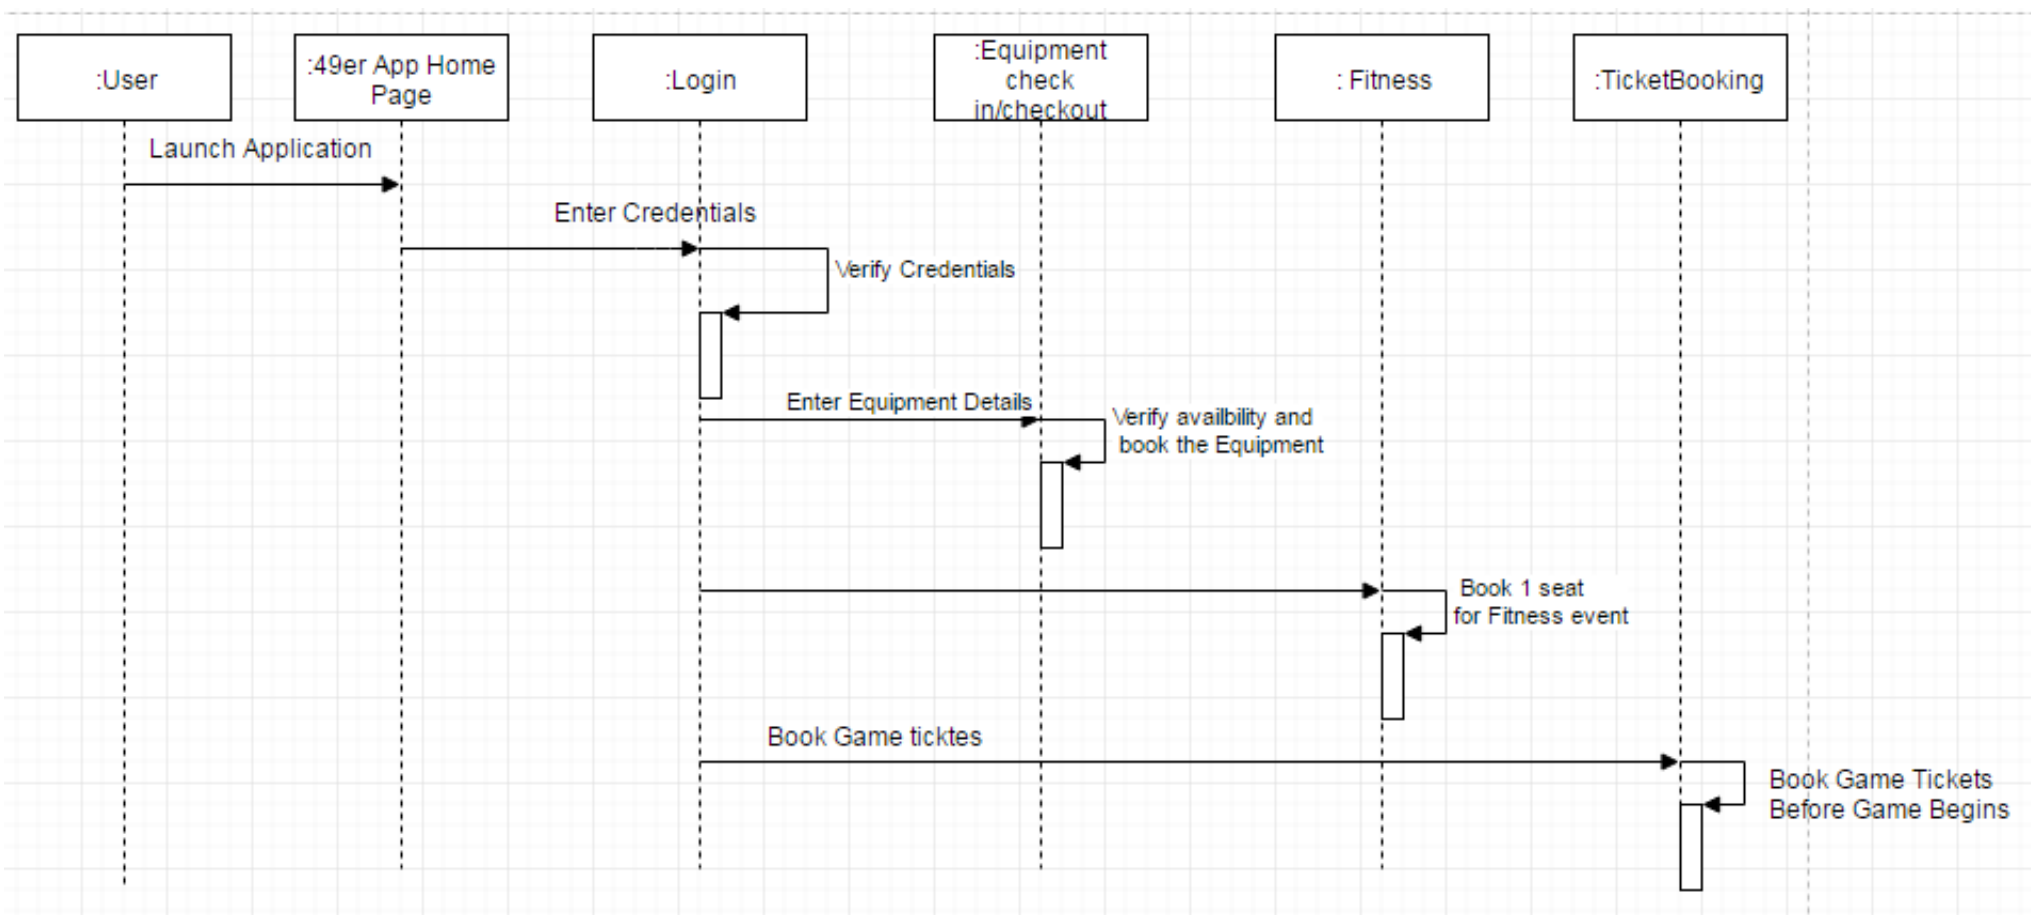 :User
:49er App Home
Page
:Login
:Equipment
check
in/checkout
: Fitness
:TicketBooking
Launch Application
Enter Credentials
Verify Credentials
Enter Equipment Details
Verify availbility and
book the Equipment
Book 1 seat
for Fitness event
Book Game ticktes
Book Game Tickets
Before Game Begins